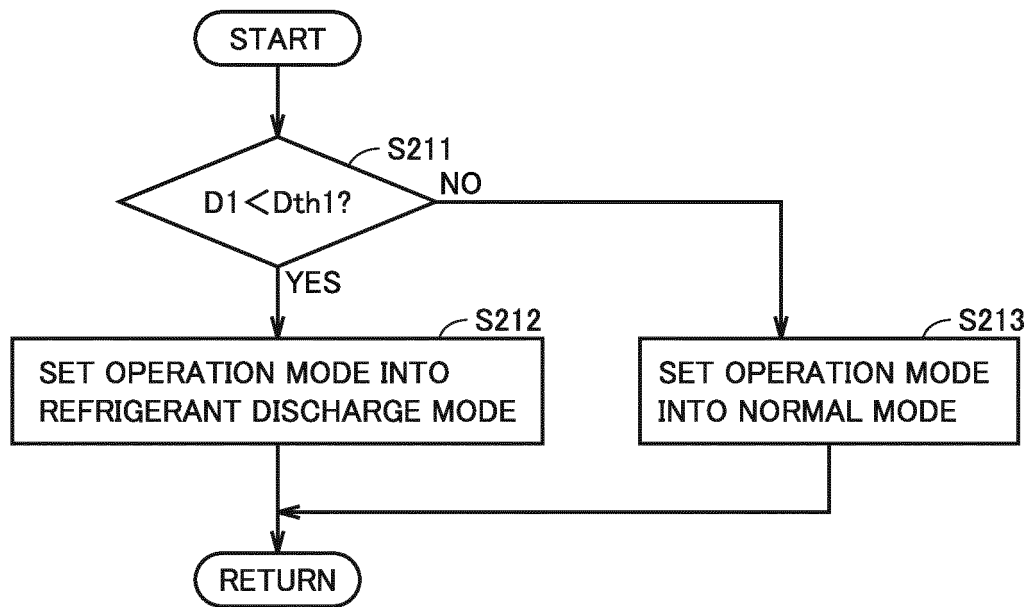 START
S211
D1<Dth1?
NO
YES
S212
SET OPERATION MODE INTO
REFRIGERANT DISCHARGE MODE
S213
SET OPERATION MODE
INTO NORMAL MODE
RETURN